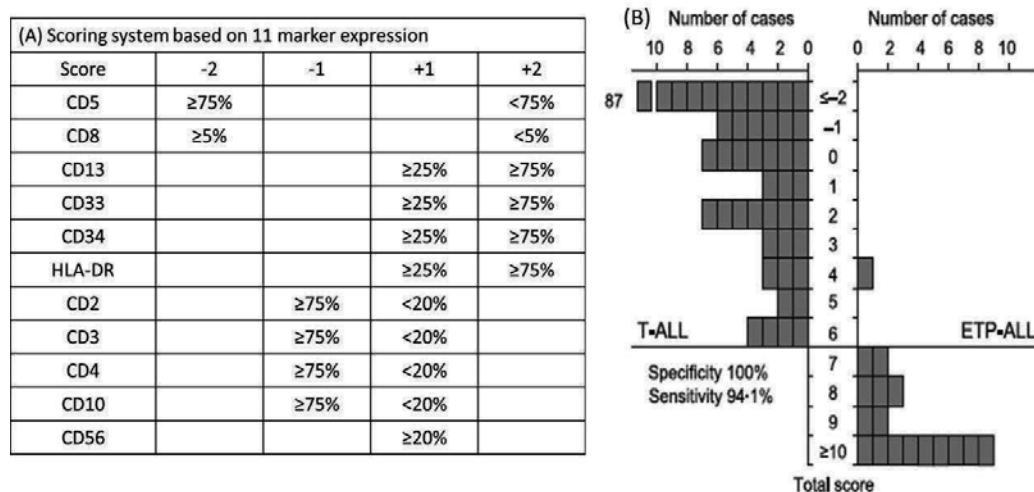 (A) Scoring system based on 11 marker expression
Score -2 -1 +1 +2
CD5 ≥75% <75%
CD8 ≥5% <5%
CD13 ≥25% ≥75%
CD33 ≥25% ≥75%
CD34 ≥25% ≥75%
HLA-DR ≥25% ≥75%
CD2 ≥75% <20%
CD3 ≥75% <20%
CD4 ≥75% <20%
CD10 ≥75% <20%
CD56 ≥20%
(B)
Number of cases Number of cases
10 8 6 4 2 0 0 2 4 6 8 10
87 ≤–2
–1
0
1
2
3
4
5
T-ALL 6 ETP-ALL
Specificity 100% 7
Sensitivity 94·1% 8
9
≥10
Total score